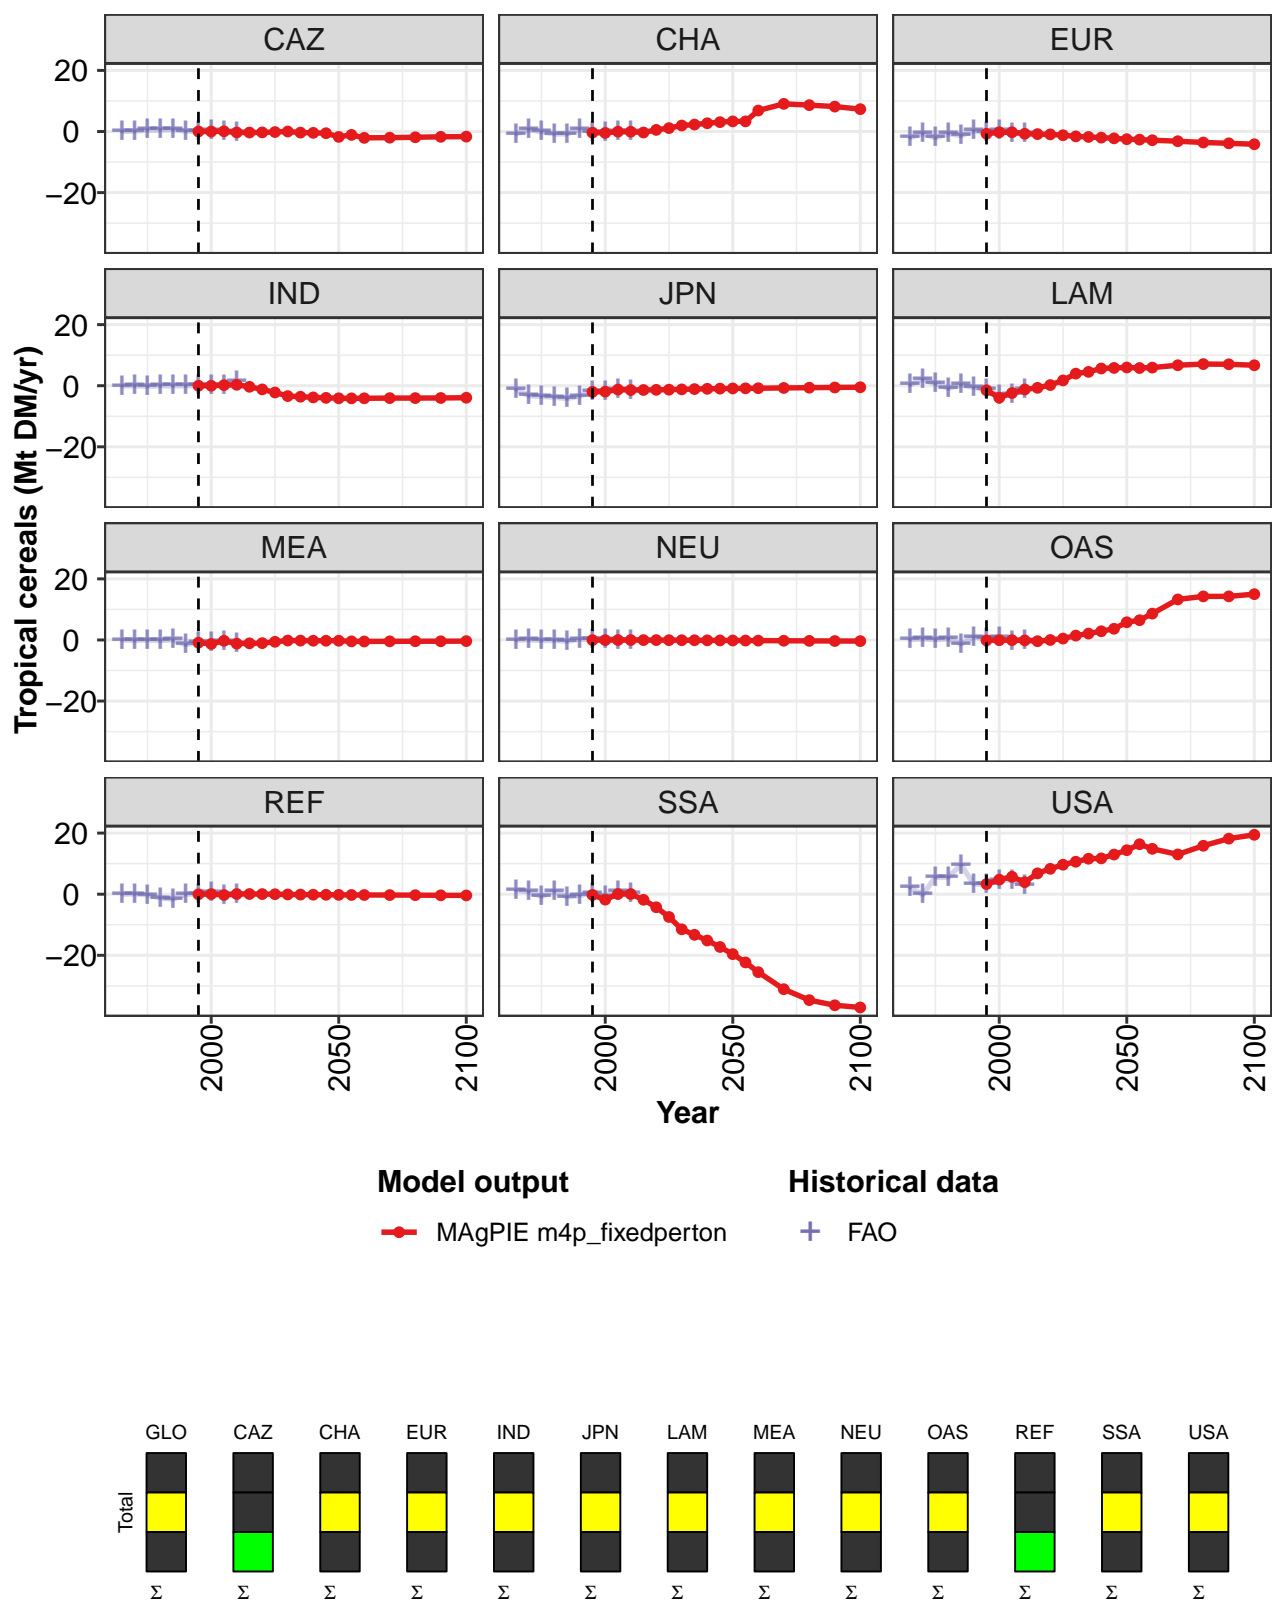 CAZ CHA EUR
20
0
−20
IND JPN LAM
20
0
−20
MEA NEU OAS
20
0
−20
REF SSA USA
20
0
−20
Tropical cereals (Mt DM/yr)
2000 2050 2100 2000 2050 2100 2000 2050 2100
Year
Model output Historical data
MAgPIE m4p_fixedperton FAO
GLO CAZ CHA EUR IND JPN LAM MEA NEU OAS REF SSA USA
Total
Σ Σ Σ Σ Σ Σ Σ Σ Σ Σ Σ Σ Σ